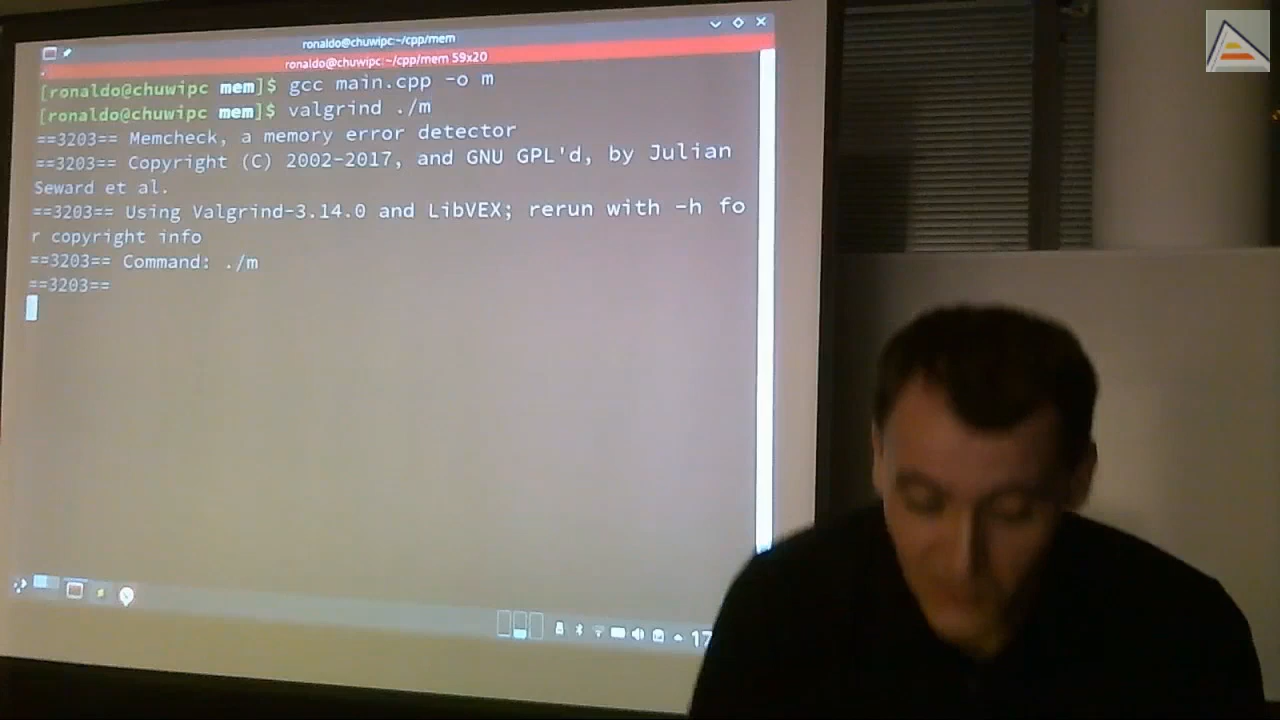 ronaldo@chuwipc:~/cpp/mem
ronaldo@chuwipc:~/cpp/mem 59x20
[ronaldo@chuwipc mem]$ gcc main.cpp -o m
[ronaldo@chuwipc mem]$ valgrind ./m
==3203== Memcheck, a memory error detector
==3203== Copyright (C) 2002-2017, and GNU GPL'd, by Julian
Seward et al.
==3203== Using Valgrind-3.14.0 and LibVEX; rerun with -h fo
r copyright info
==3203== Command: ./m
==3203==
17